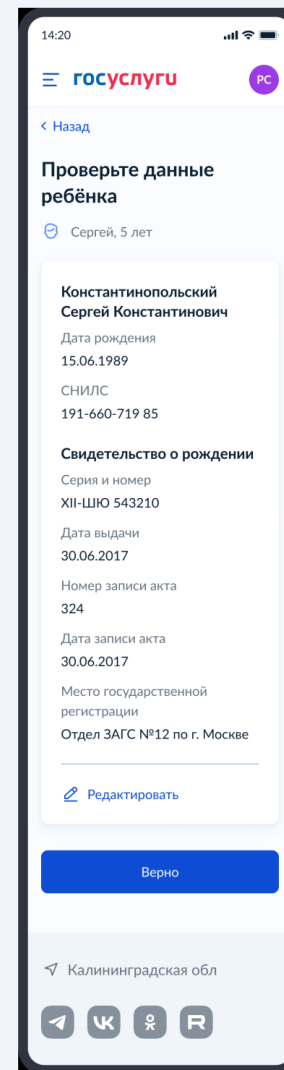 14:20
госуслуги
РС
Назад
Проверьте данные
ребёнка
Сергей, 5 лет
Константинопольский
Сергей Константинович
Дата рождения
15.06.1989
СНИЛС
191-660-719 85
Свидетельство о рождении
Серия и номер
XII-ШЮ 543210
Дата выдачи
30.06.2017
Номер записи акта
324
Дата записи акта
30.06.2017
Место государственной
регистрации
Отдел ЗАГС №12 по г. Москве
Редактировать
Верно
Калининградская обл